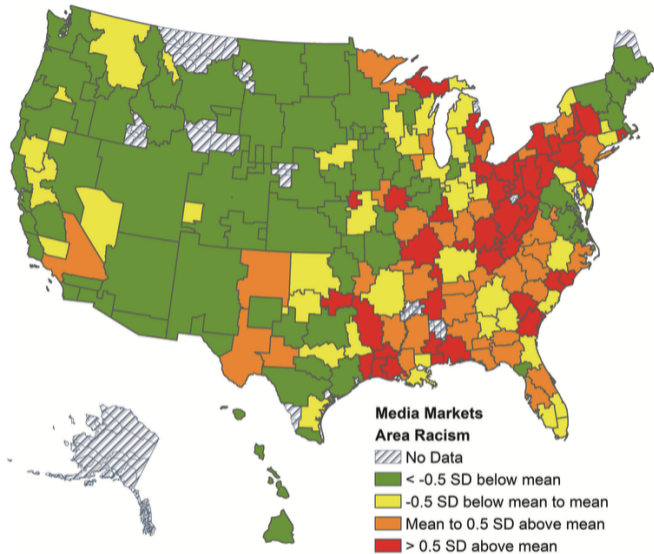 Media Markets
Area Racism
No Data
< -0.5 SD below mean
-0.5 SD below mean to mean
Mean to 0.5 SD above mean
> 0.5 SD above mean